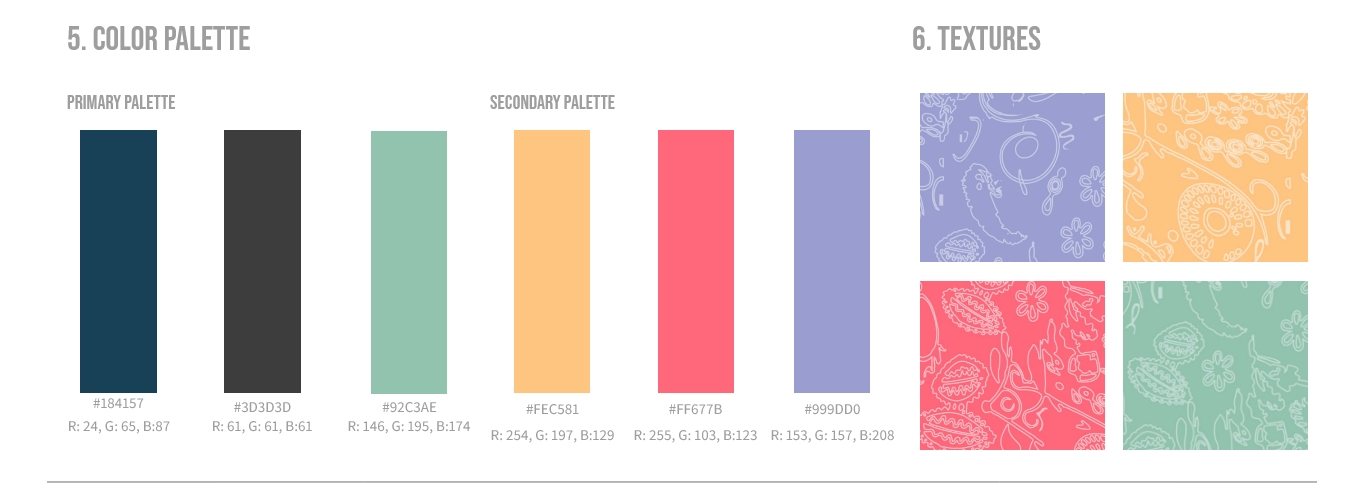 5. COLOR PALETTE
6. TEXTURES
PRIMARY PALETTE
SECONDARY PALETTE
#184157
R: 24, G: 65, B:87
#3D3D3D
R: 61, G: 61, B:61
#92C3AE
R: 146, G: 195, B:174
#FEC581
R: 254, G: 197, B:129
#FF677B
R: 255, G: 103, B:123
#999DD0
R: 153, G: 157, B:208